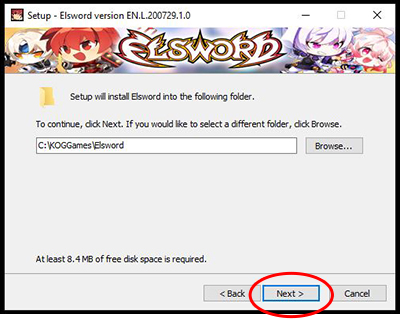 Setup - Elsword version EN.L.200729.1.0
ELSWORD
Setup will install Elsword into the following folder.
To continue, click Next. If you would like to select a different folder, click Browse.
C:\KOGGames\Elsword
Browse...
At least 8.4 MB of free disk space is required.
< Back
Next >
Cancel